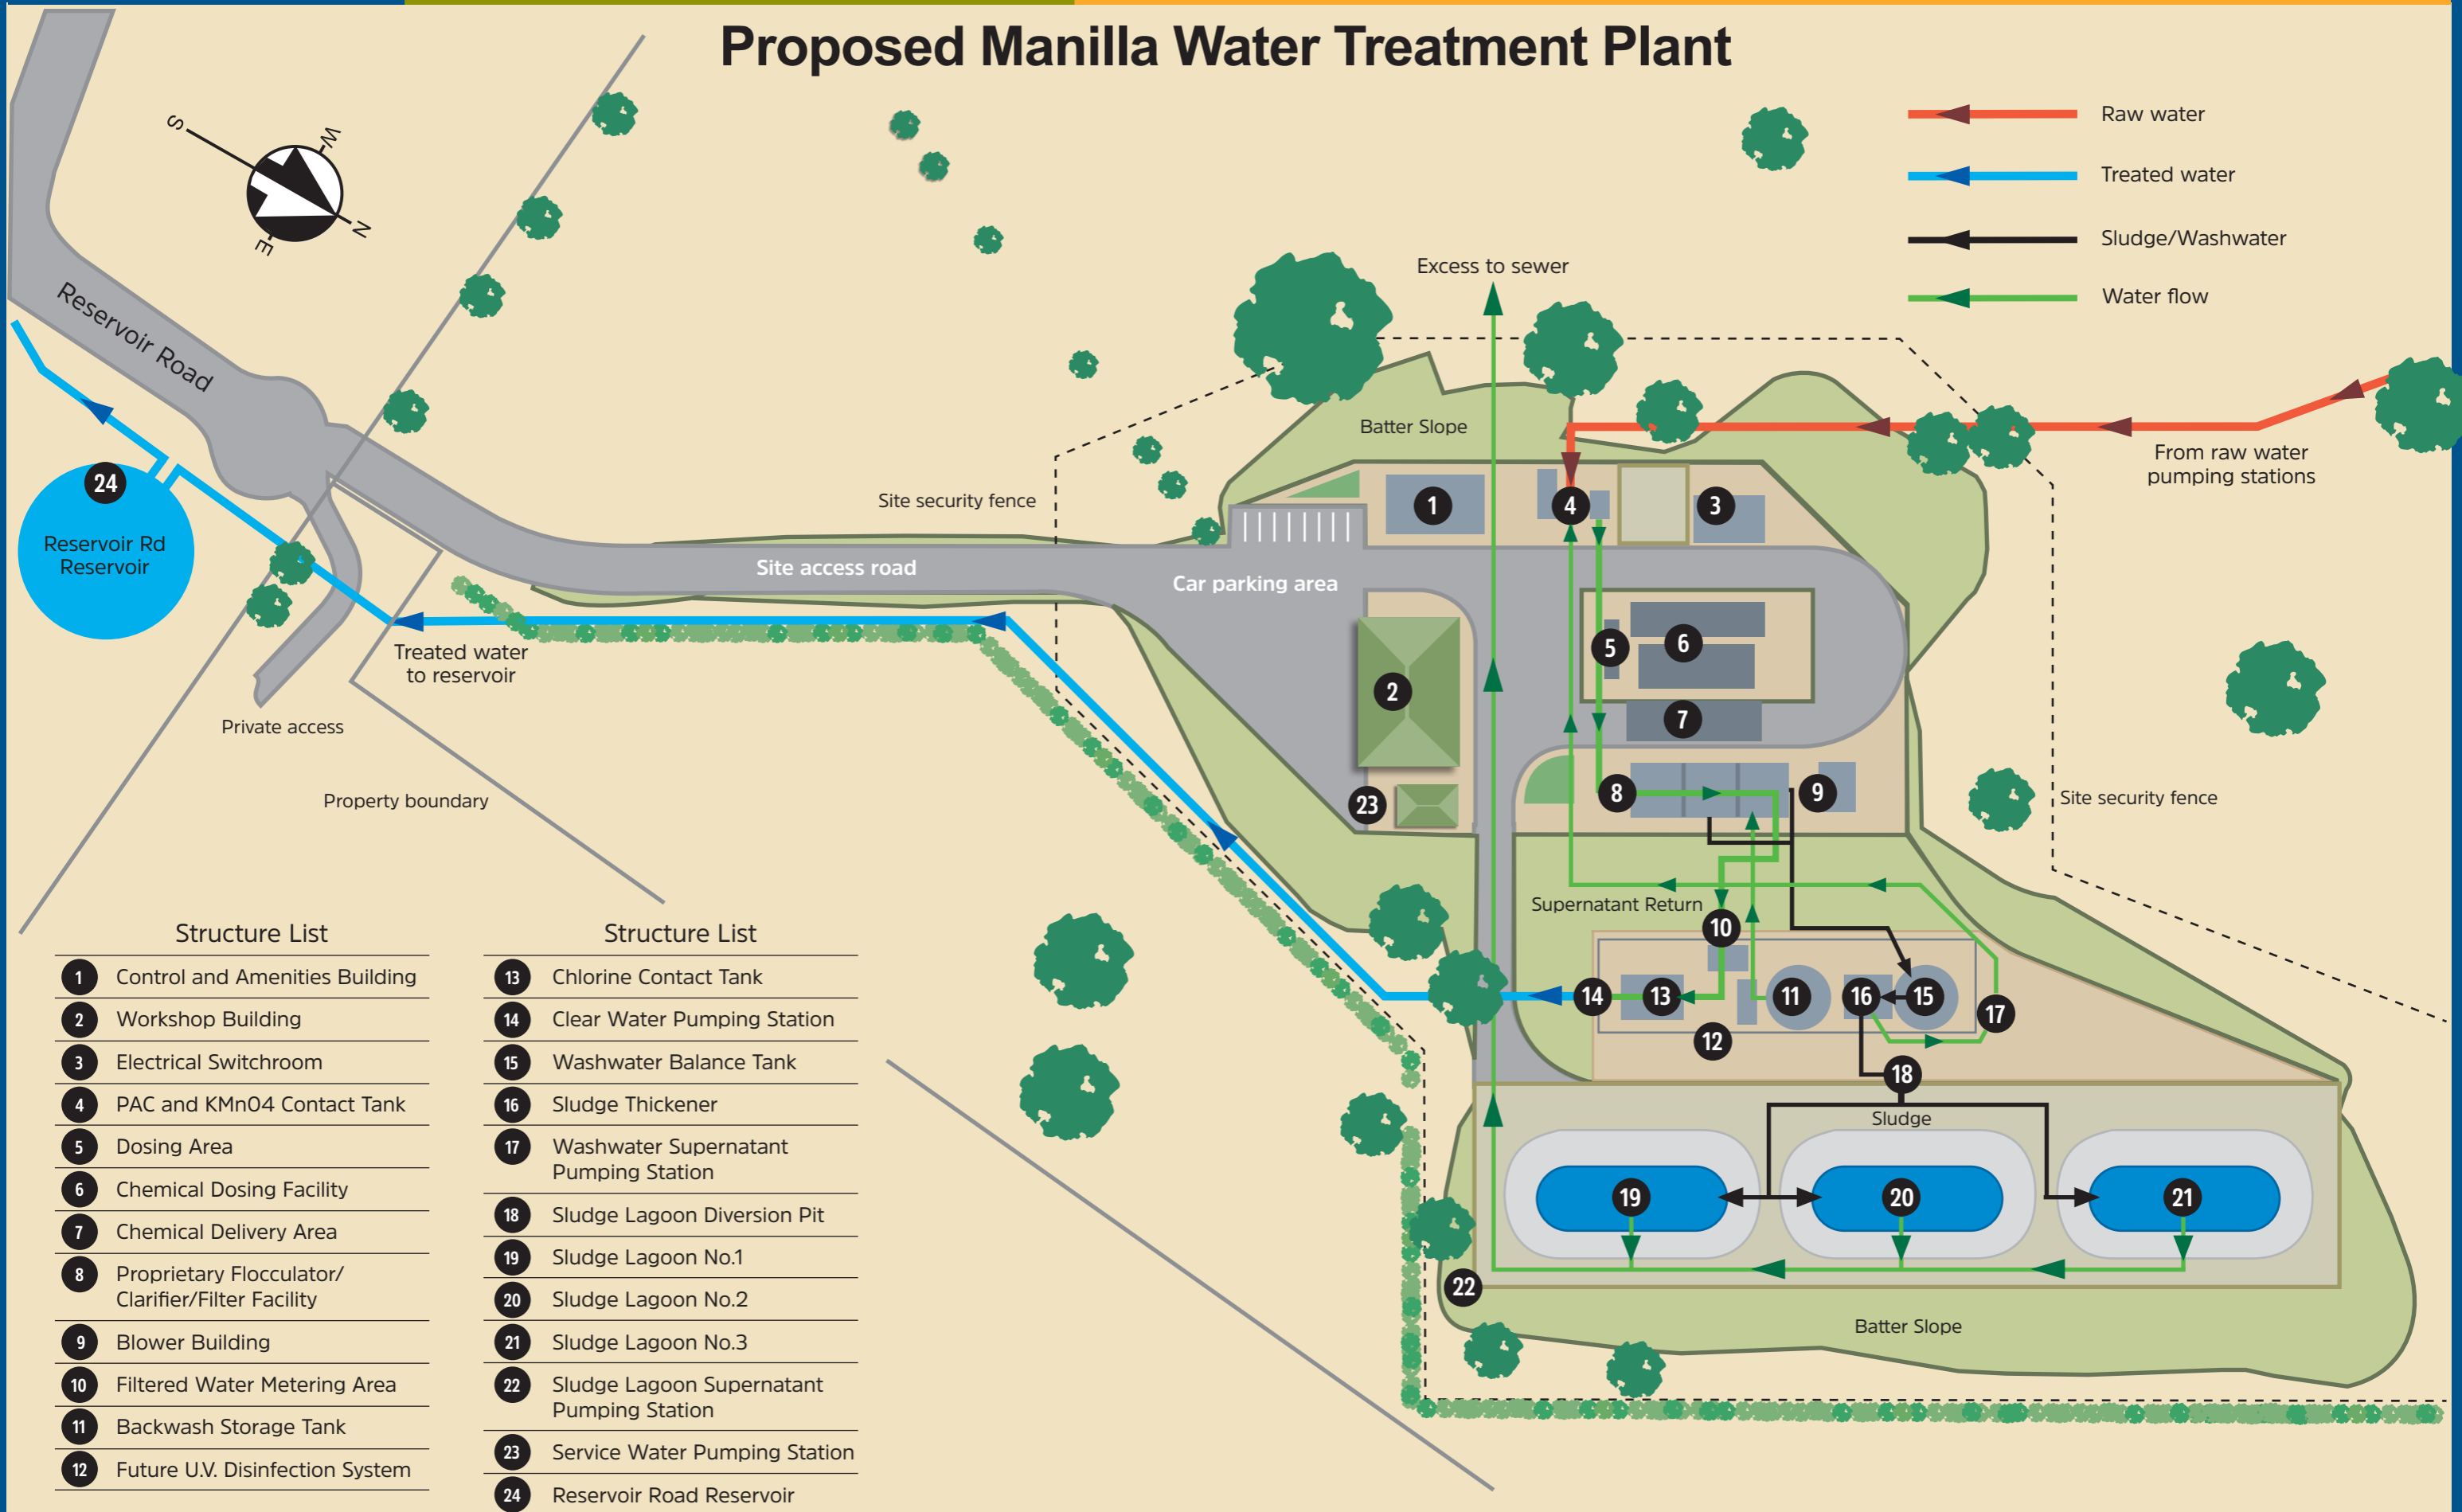 Proposed Manilla Water Treatment Plant
Raw water
Treated water
Sludge/Washwater
Water flow
S
W
N
E
Reservoir Road
Excess to sewer
Batter Slope
From raw water
pumping stations
Site security fence
24
Reservoir Rd
Reservoir
1
4
3
Site access road
Car parking area
5
6
2
7
Treated water
to reservoir
Private access
Property boundary
8
9
23
Site security fence
Supernatant Return
10
14
13
11
16
15
17
12
18
Sludge
19
20
21
22
Batter Slope
Structure List
1 Control and Amenities Building
2 Workshop Building
3 Electrical Switchroom
4 PAC and KMn04 Contact Tank
5 Dosing Area
6 Chemical Dosing Facility
7 Chemical Delivery Area
8 Proprietary Flocculator/
Clarifier/Filter Facility
9 Blower Building
10 Filtered Water Metering Area
11 Backwash Storage Tank
12 Future U.V. Disinfection System
Structure List
13 Chlorine Contact Tank
14 Clear Water Pumping Station
15 Washwater Balance Tank
16 Sludge Thickener
17 Washwater Supernatant
Pumping Station
18 Sludge Lagoon Diversion Pit
19 Sludge Lagoon No.1
20 Sludge Lagoon No.2
21 Sludge Lagoon No.3
22 Sludge Lagoon Supernatant
Pumping Station
23 Service Water Pumping Station
24 Reservoir Road Reservoir